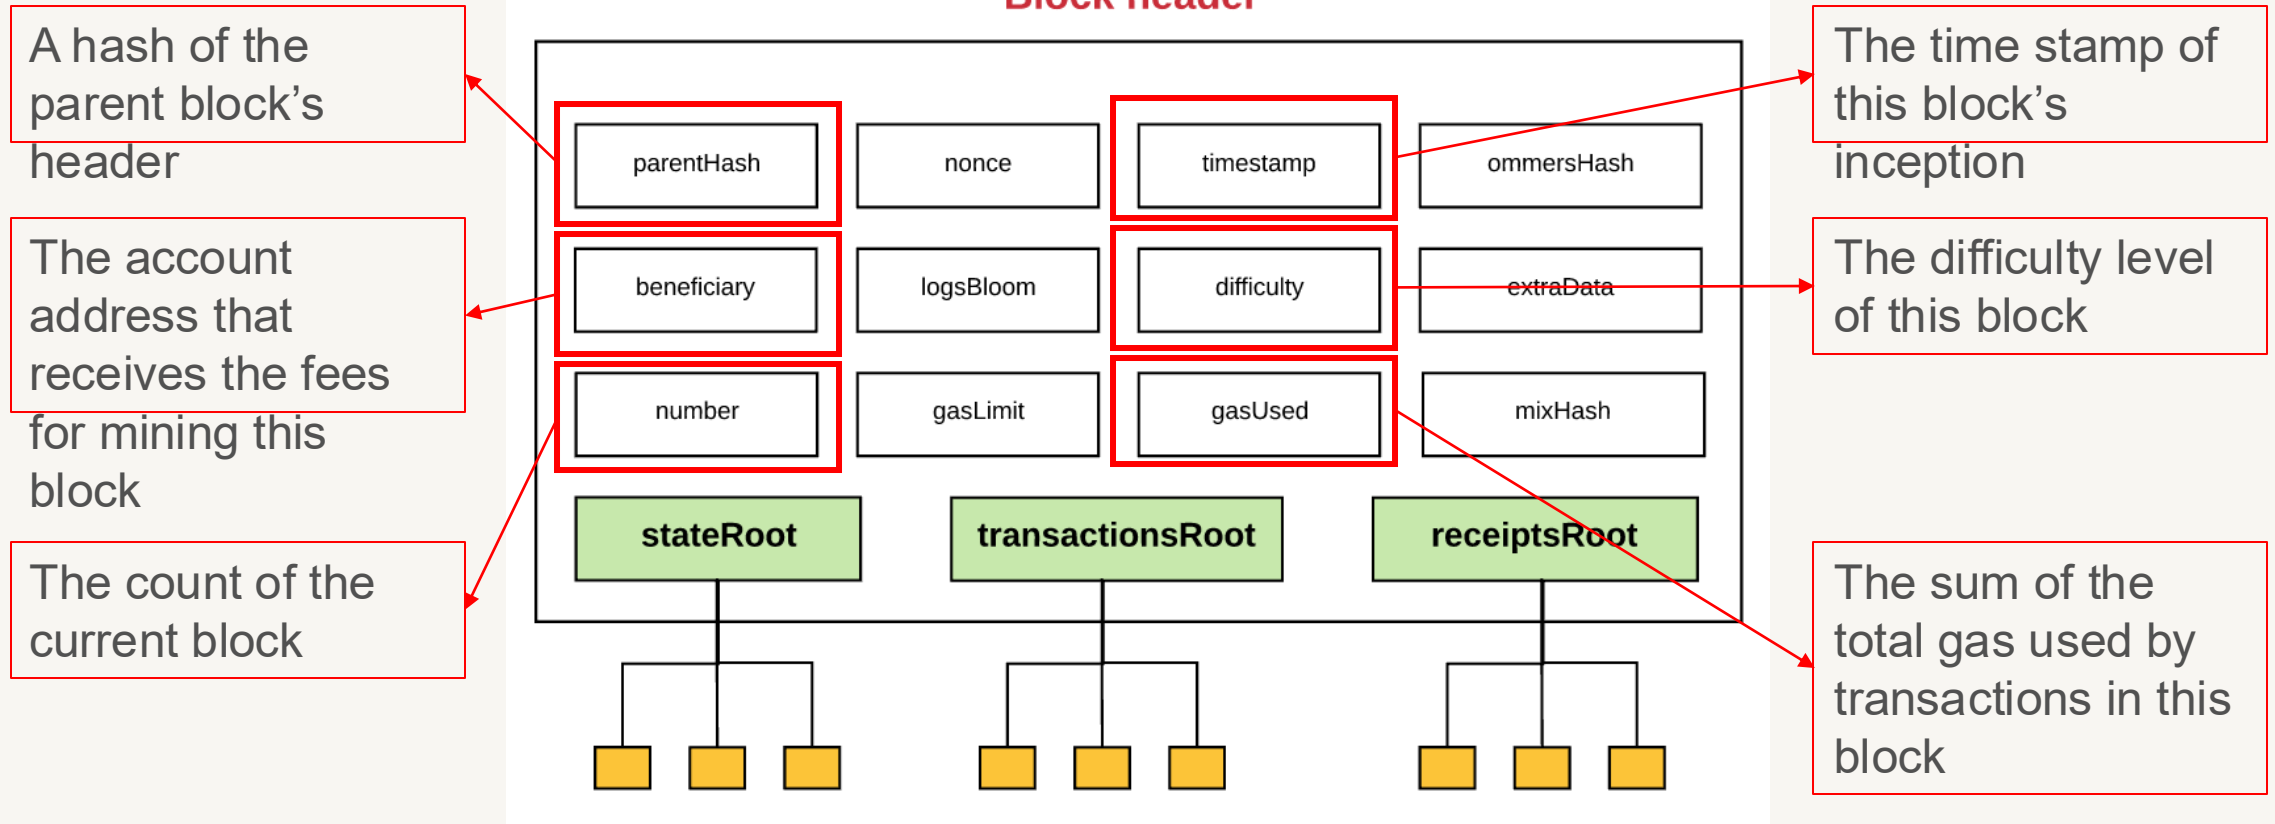 Block header
A hash of the
parent block’s
header
The account
address that
receives the fees
for mining this
block
The count of the
current block
parentHash
nonce
timestamp
ommersHash
beneficiary
logsBloom
difficulty
extraData
number
gasLimit
gasUsed
mixHash
stateRoot
transactionsRoot
receiptsRoot
The time stamp of
this block’s
inception
The difficulty level
of this block
The sum of the
total gas used by
transactions in this
block